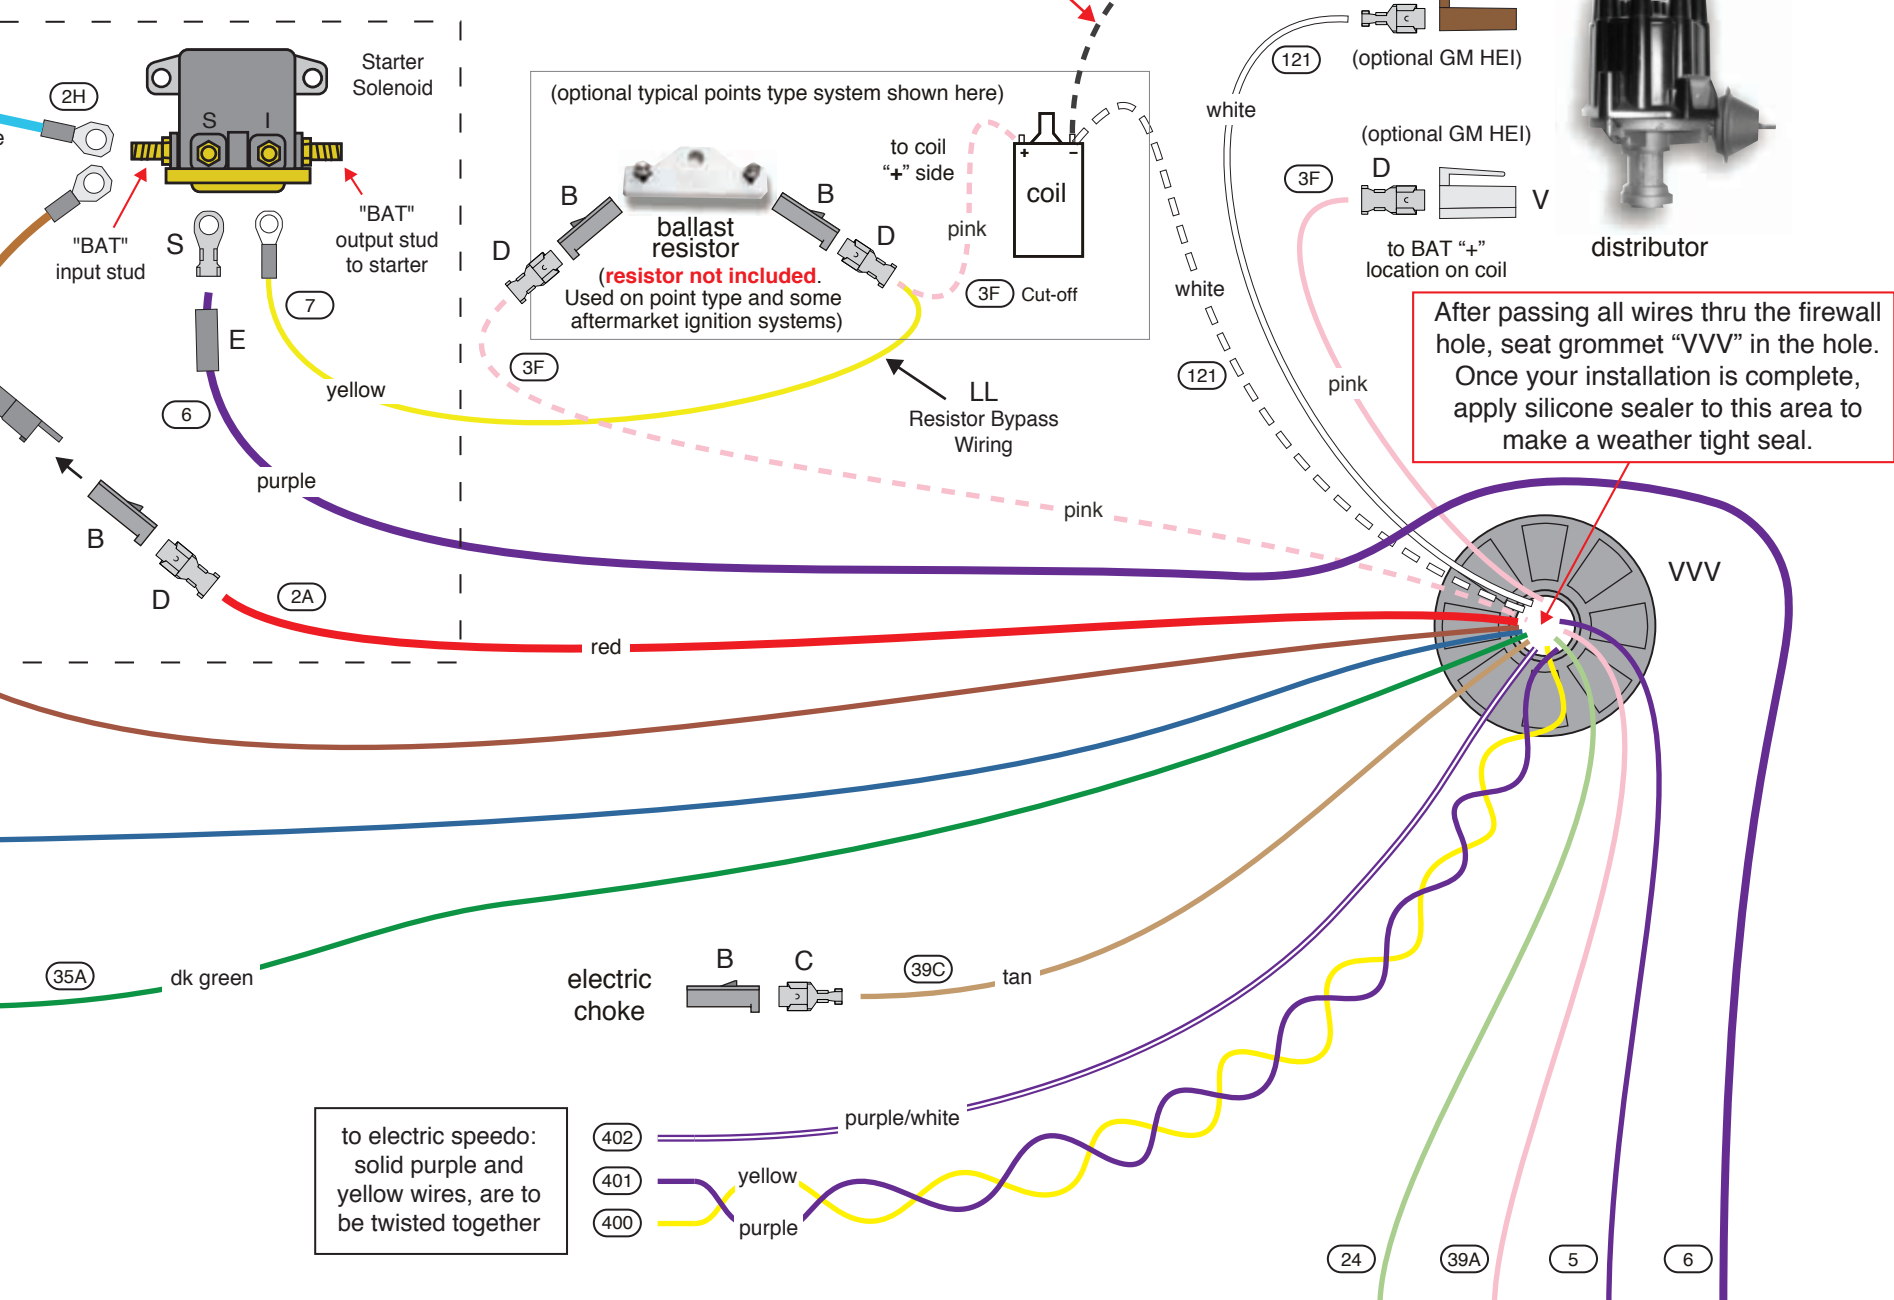 Starter
Solenoid
2H
e
S I
"BAT"
input stud
"BAT"
output stud
to starter
S
7
E
6
yellow
purple
B
D
2A
red
(optional typical points type system shown here)
B
D
B
D
ballast
resistor
(resistor not included.
Used on point type and some
aftermarket ignition systems)
to coil
“+” side
pink
+ −
coil
3F Cut-off
3F
LL
Resistor Bypass
Wiring
pink
121
white
(optional GM HEI)
white
121
(optional GM HEI)
3F
D
V
to BAT “+”
location on coil
pink
distributor
After passing all wires thru the firewall
hole, seat grommet “VVV” in the hole.
Once your installation is complete,
apply silicone sealer to this area to
make a weather tight seal.
VVV
35A
dk green
electric
choke
B
C
39C
tan
to electric speedo:
solid purple and
yellow wires, are to
be twisted together
402
purple/white
401
yellow
400
purple
24
39A
5
6